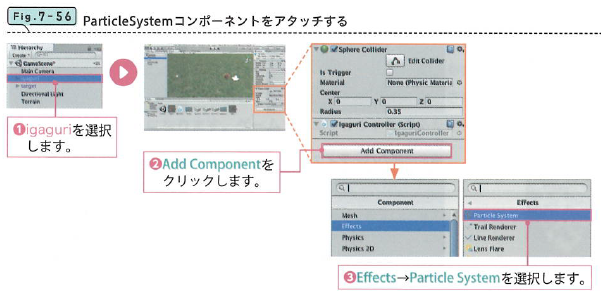 Fig.7-56 ParticleSystemコンポーネントをアタッチする
Hierarchy
Create
GameScene*
Main Camera
igaguri
target
Directional Light
Terrain
❶igaguriを選択
します。
Sphere Collider
Edit Collider
Is Trigger
Material None (Physic Materia
Center
X 0 Y 0 Z 0
Radius 0.35
Igaguri Controller (Script)
Script IgaguriController
Add Component
❷Add Componentを
クリックします。
Component
Mesh
Effects
Physics
Physics 2D
Effects
Particle System
Trail Renderer
Line Renderer
Lens Flare
❸Effects→Particle Systemを選択します。